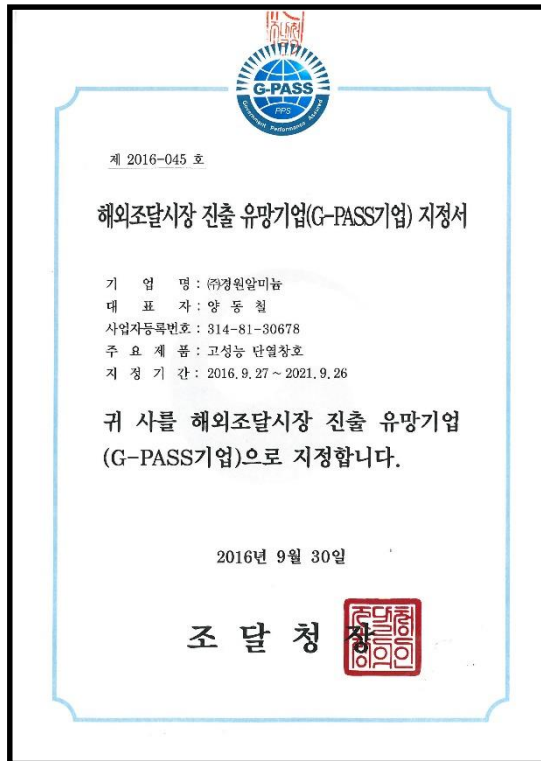 G-PASS
PPS
Government Performance Assured
제 2016-045 호
해외조달시장 진출 유망기업(G-PASS기업) 지정서
기 업 명 : ㈜경원알미늄
대 표 자 : 양 동 칠
사업자등록번호 : 314-81-30678
주 요 제 품 : 고성능 단열창호
지 정 기 간 : 2016. 9. 27 ~ 2021. 9. 26
귀 사를 해외조달시장 진출 유망기업
(G-PASS기업)으로 지정합니다.
2016년 9월 30일
조 달 청 장